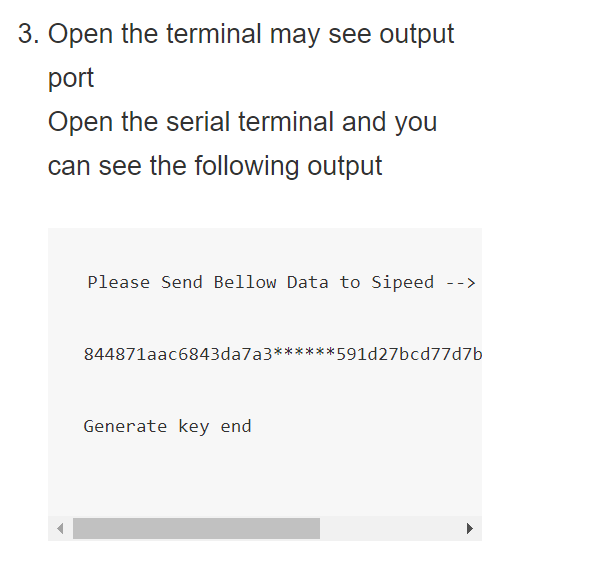 3. Open the terminal may see output
port
Open the serial terminal and you
can see the following output
Please Send Bellow Data to Sipeed -->
844871aac6843da7a3******591d27bcd77d7b
Generate key end